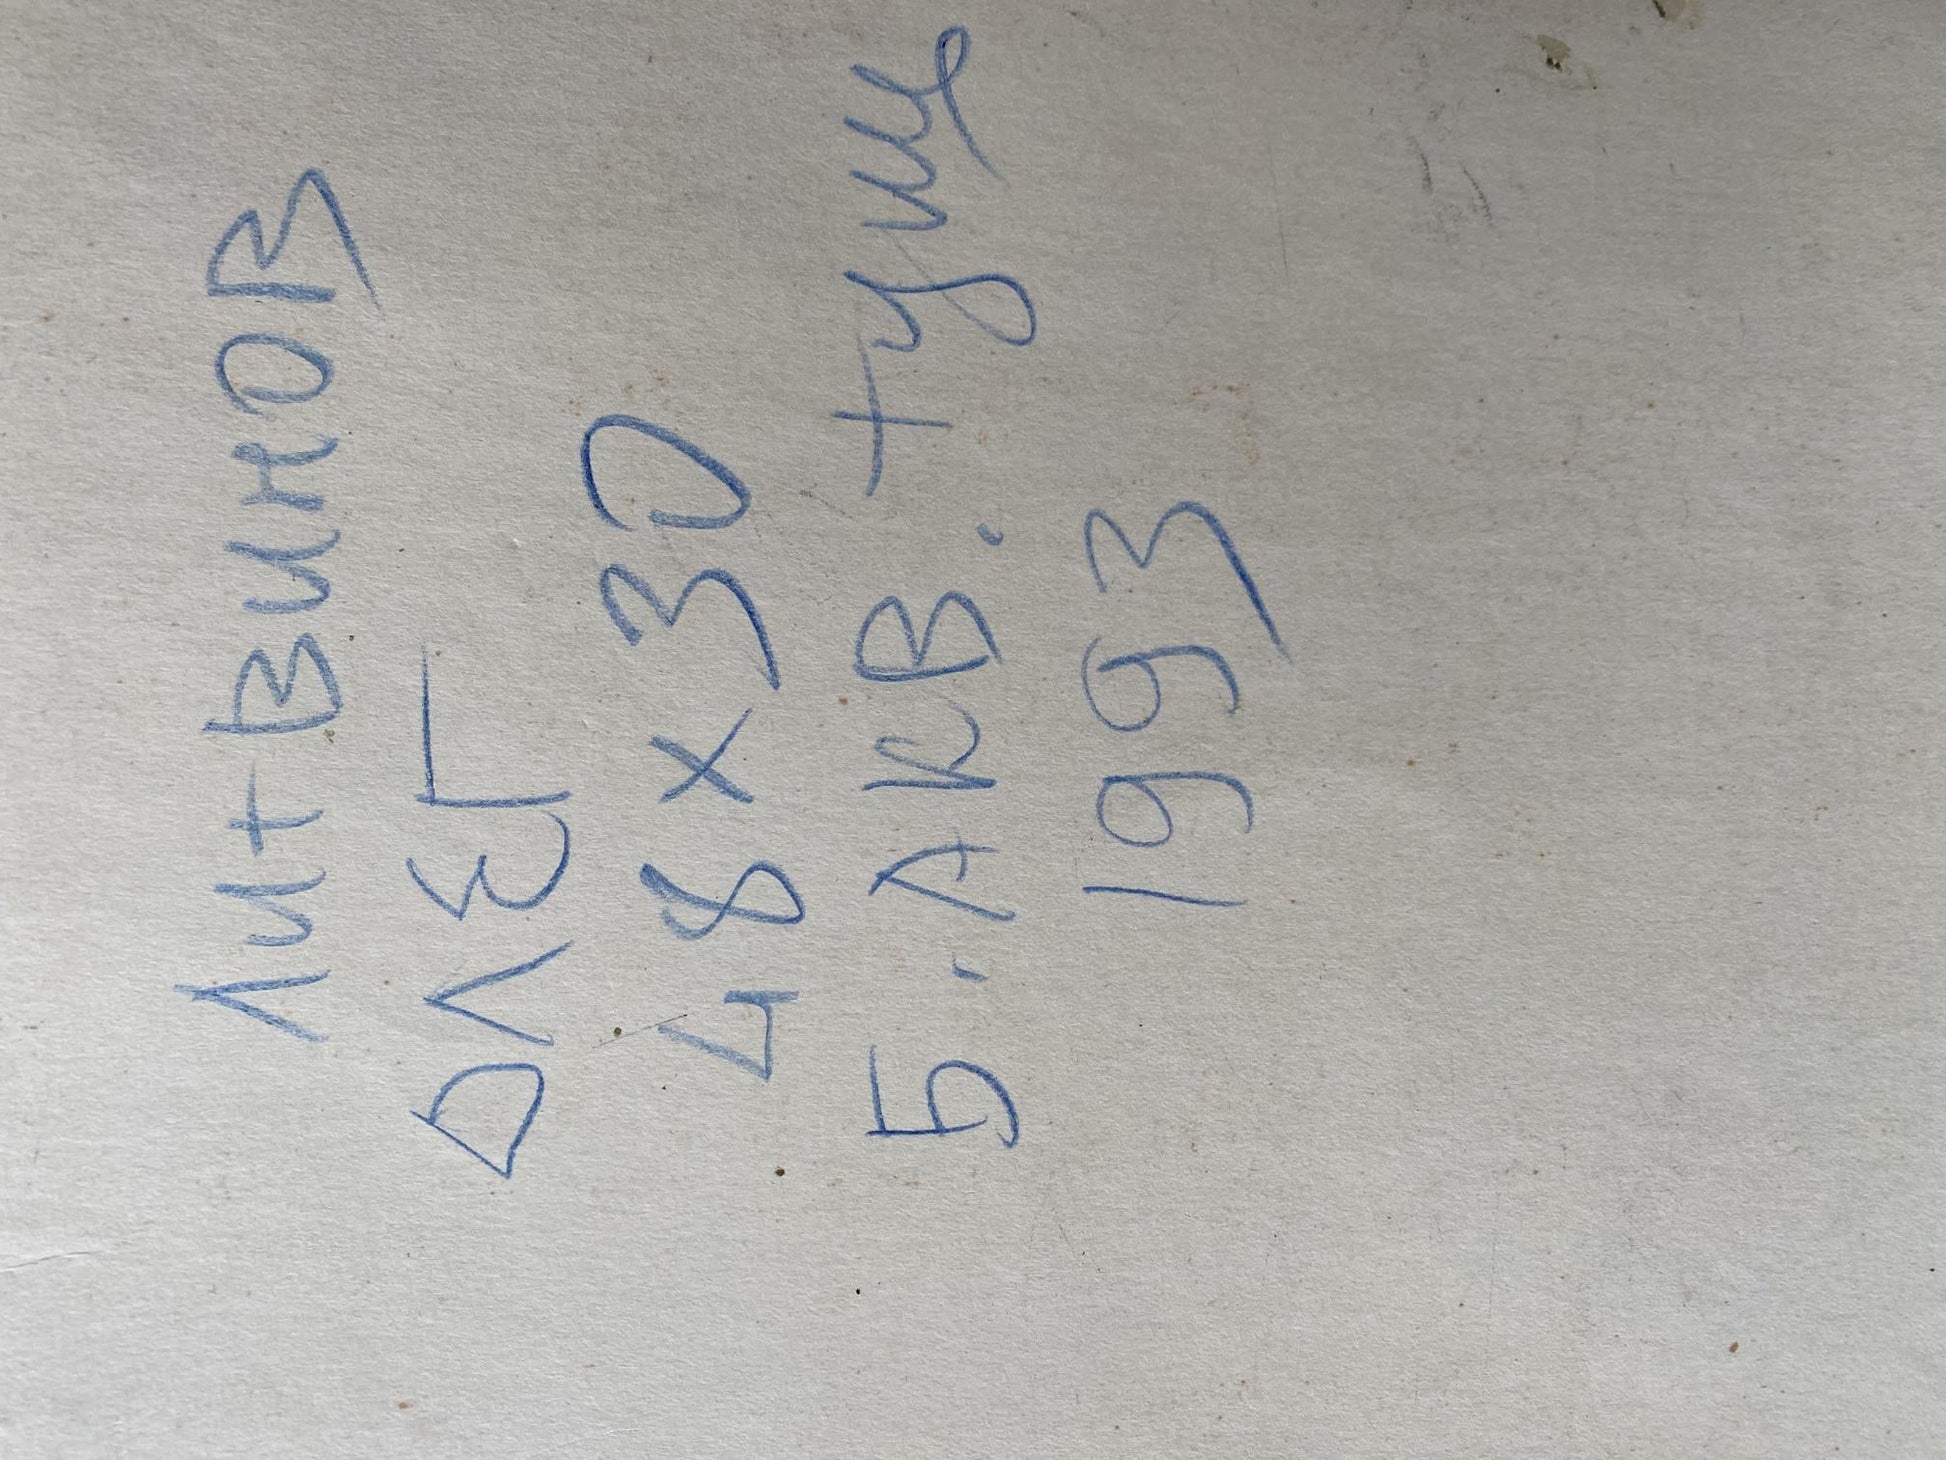 Литвинов
ОЛЕГ
48 x 30
Б. АКВ. тушь
1993